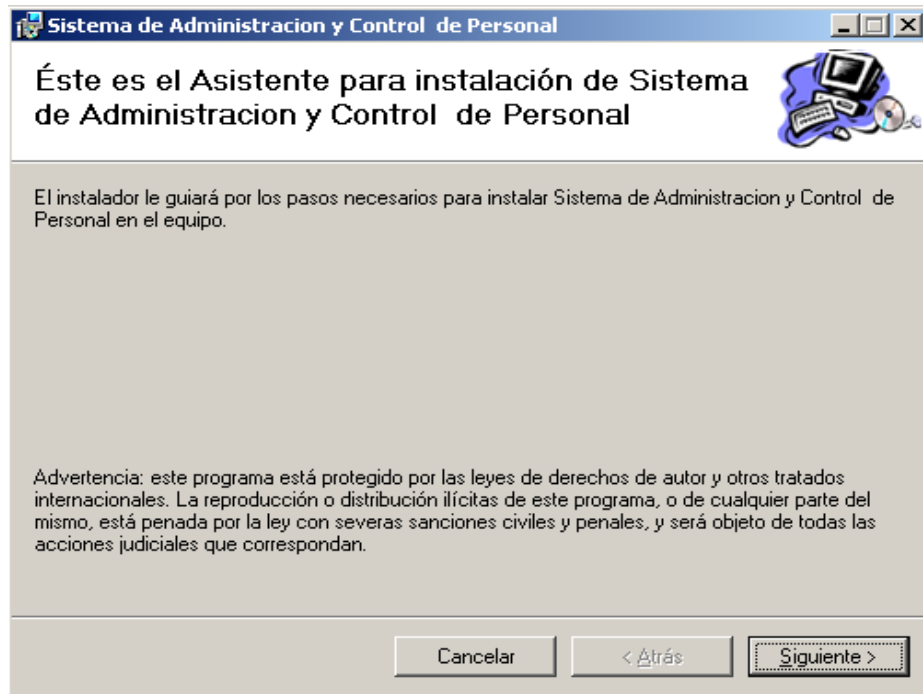 Sistema de Administracion y Control  de Personal
Éste es el Asistente para instalación de Sistema
de Administracion y Control  de Personal
El instalador le guiará por los pasos necesarios para instalar Sistema de Administracion y Control  de
Personal en el equipo.
Advertencia: este programa está protegido por las leyes de derechos de autor y otros tratados
internacionales. La reproducción o distribución ilícitas de este programa, o de cualquier parte del
mismo, está penada por la ley con severas sanciones civiles y penales, y será objeto de todas las
acciones judiciales que correspondan.
Cancelar < Atrás Siguiente >